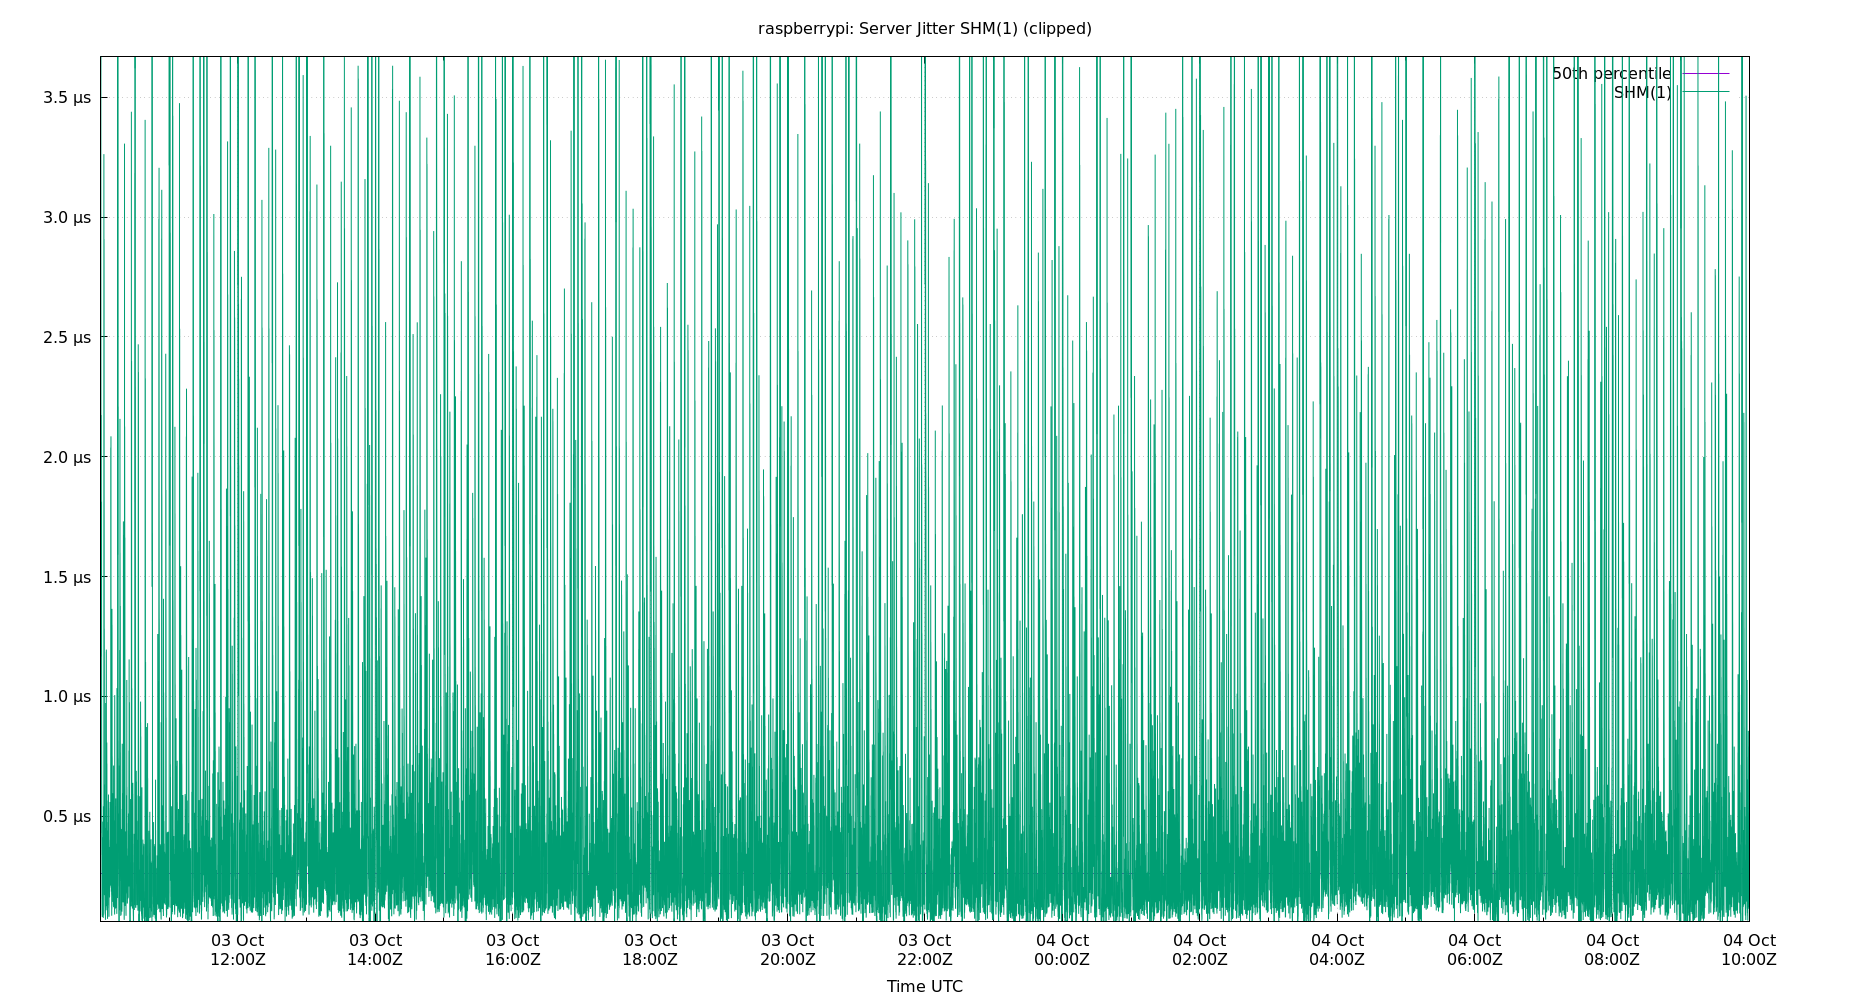 raspberrypi: Server Jitter SHM(1) (clipped)
50th percentile
SHM(1)
3.5 μs
3.0 μs
2.5 μs
2.0 μs
1.5 μs
1.0 μs
0.5 μs
03 Oct 03 Oct 03 Oct 03 Oct 03 Oct 03 Oct 04 Oct 04 Oct 04 Oct 04 Oct 04 Oct 04 Oct
12:00Z 14:00Z 16:00Z 18:00Z 20:00Z 22:00Z 00:00Z 02:00Z 04:00Z 06:00Z 08:00Z 10:00Z
Time UTC